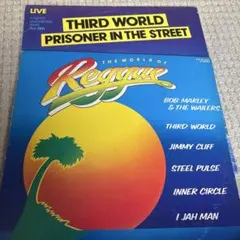 LIVE
THIRD WORLD
PRISONER IN THE STREET
THE WORLD OF
Reggae
BOB MARLEY
& THE WAILERS
THIRD WORLD
JIMMY CLIFF
STEEL PULSE
INNER CIRCLE
I JAH MAN